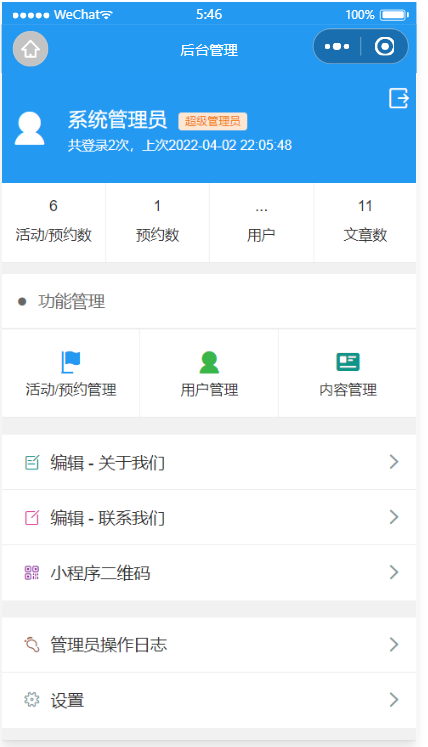 ●●●●● WeChat 5:46 100%
后台管理
系统管理员 超级管理员
共登录2次，上次2022-04-02 22:05:48
6 1 ... 11
活动/预约数 预约数 用户 文章数
● 功能管理
活动/预约管理 用户管理 内容管理
编辑 - 关于我们
编辑 - 联系我们
小程序二维码
管理员操作日志
设置